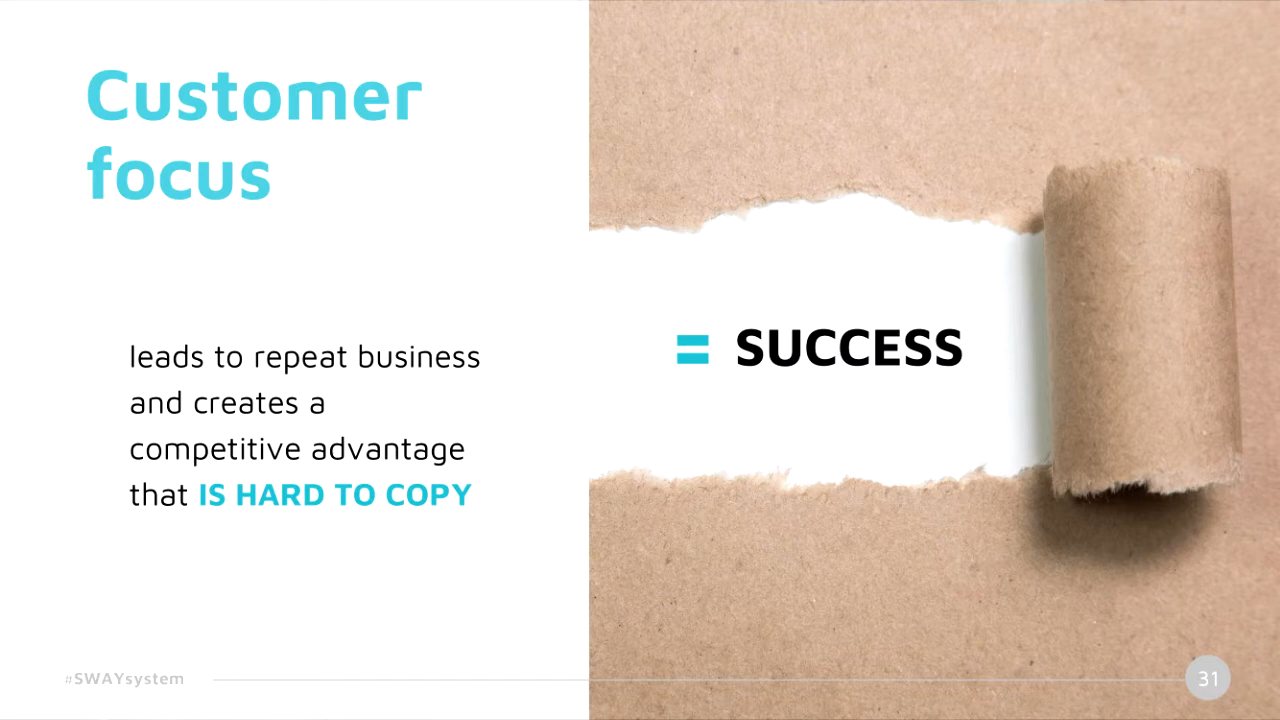 Customer
focus
leads to repeat business
and creates a
competitive advantage
that IS HARD TO COPY
= SUCCESS
#SWAYsystem
31